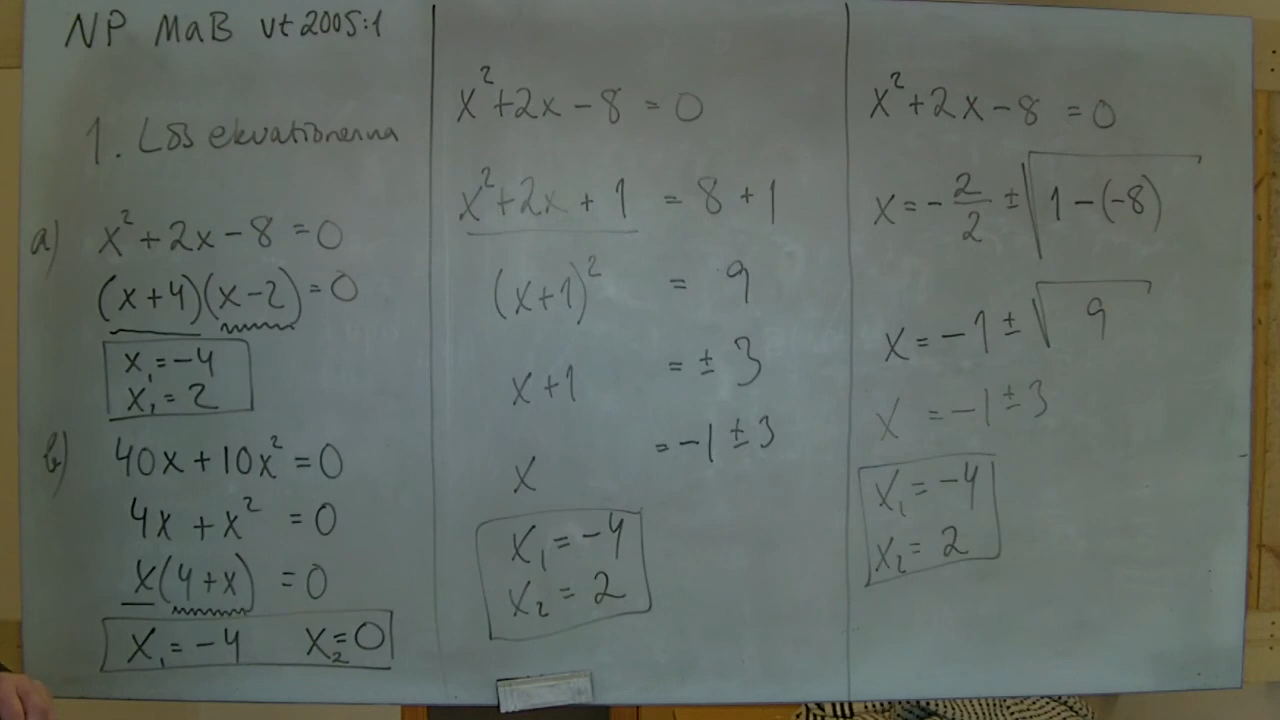 NP MaB vt 2005:1
1. Lös ekvationerna
a) x²+2x-8=0
(x+4)(x-2)=0
x₁=-4
x₁=2
b) 40x+10x²=0
4x+x²=0
x(4+x)=0
x₁=-4 x₂=0
x²+2x-8=0
x²+2x+1=8+1
(x+1)²=9
x+1=±3
x=-1±3
x₁=-4
x₂=2
x²+2x-8=0
x=-2/2±√(1-(-8))
x=-1±√9
x=-1±3
x₁=-4
x₂=2